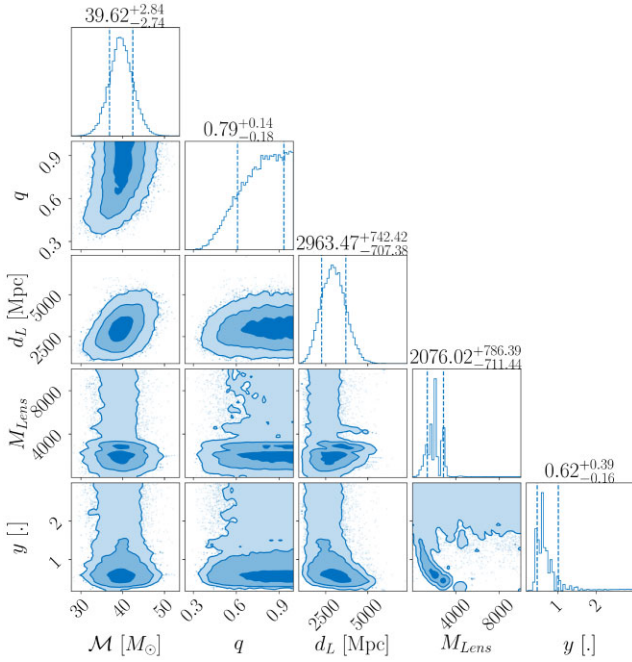 39.62^{+2.84}_{-2.74}
0.79^{+0.14}_{-0.18}
q
0.9
0.6
0.3
2963.47^{+742.42}_{-707.38}
d_L [Mpc]
5000
2500
2076.02^{+786.39}_{-711.44}
M_{Lens}
8000
4000
0.62^{+0.39}_{-0.16}
y [.]
2
1
30
40
50
0.3
0.6
0.9
2500
5000
4000
8000
1
2
ℳ [M_⊙]
q
d_L [Mpc]
M_{Lens}
y [.]